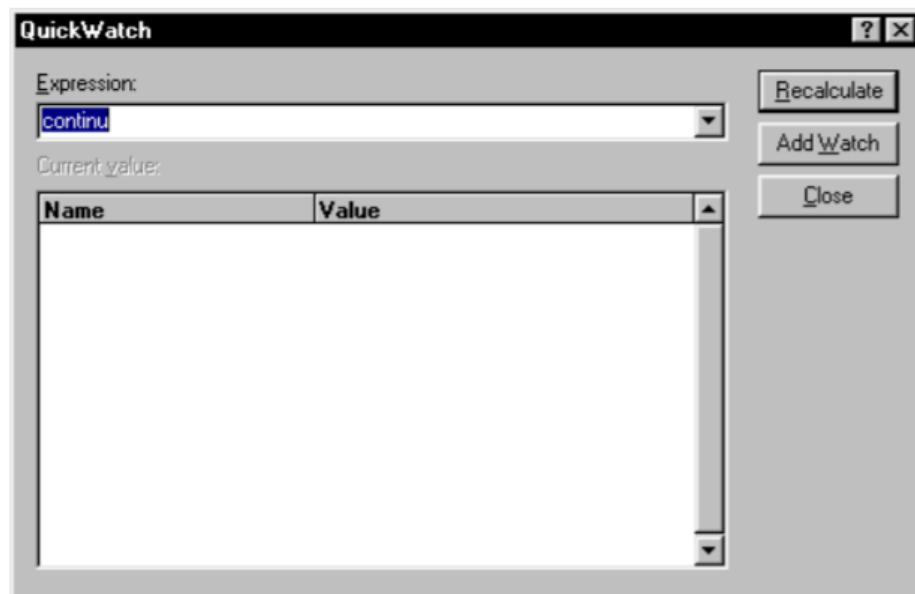 QuickWatch
Expression:
continu
Recalculate
Add Watch
Current value:
Close
Name Value